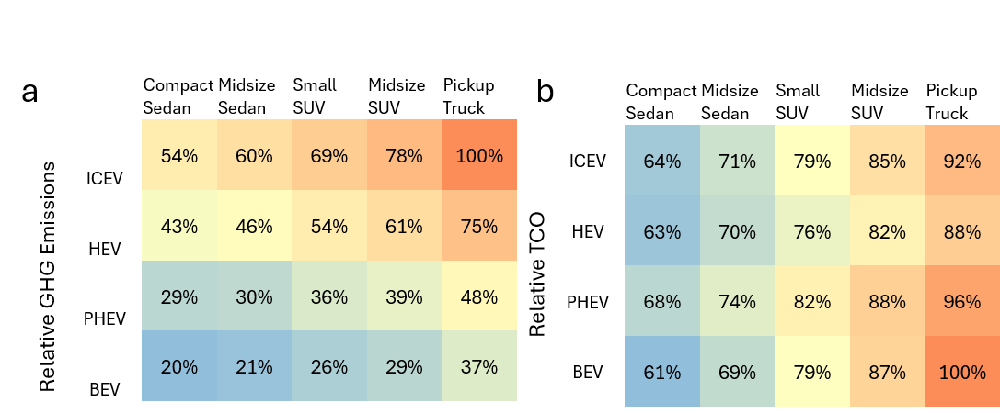 a
Compact Midsize Small Midsize Pickup
Sedan Sedan SUV SUV Truck
Relative GHG Emissions
ICEV 54% 60% 69% 78% 100%
HEV 43% 46% 54% 61% 75%
PHEV 29% 30% 36% 39% 48%
BEV 20% 21% 26% 29% 37%
b
Compact Midsize Small Midsize Pickup
Sedan Sedan SUV SUV Truck
Relative TCO
ICEV 64% 71% 79% 85% 92%
HEV 63% 70% 76% 82% 88%
PHEV 68% 74% 82% 88% 96%
BEV 61% 69% 79% 87% 100%